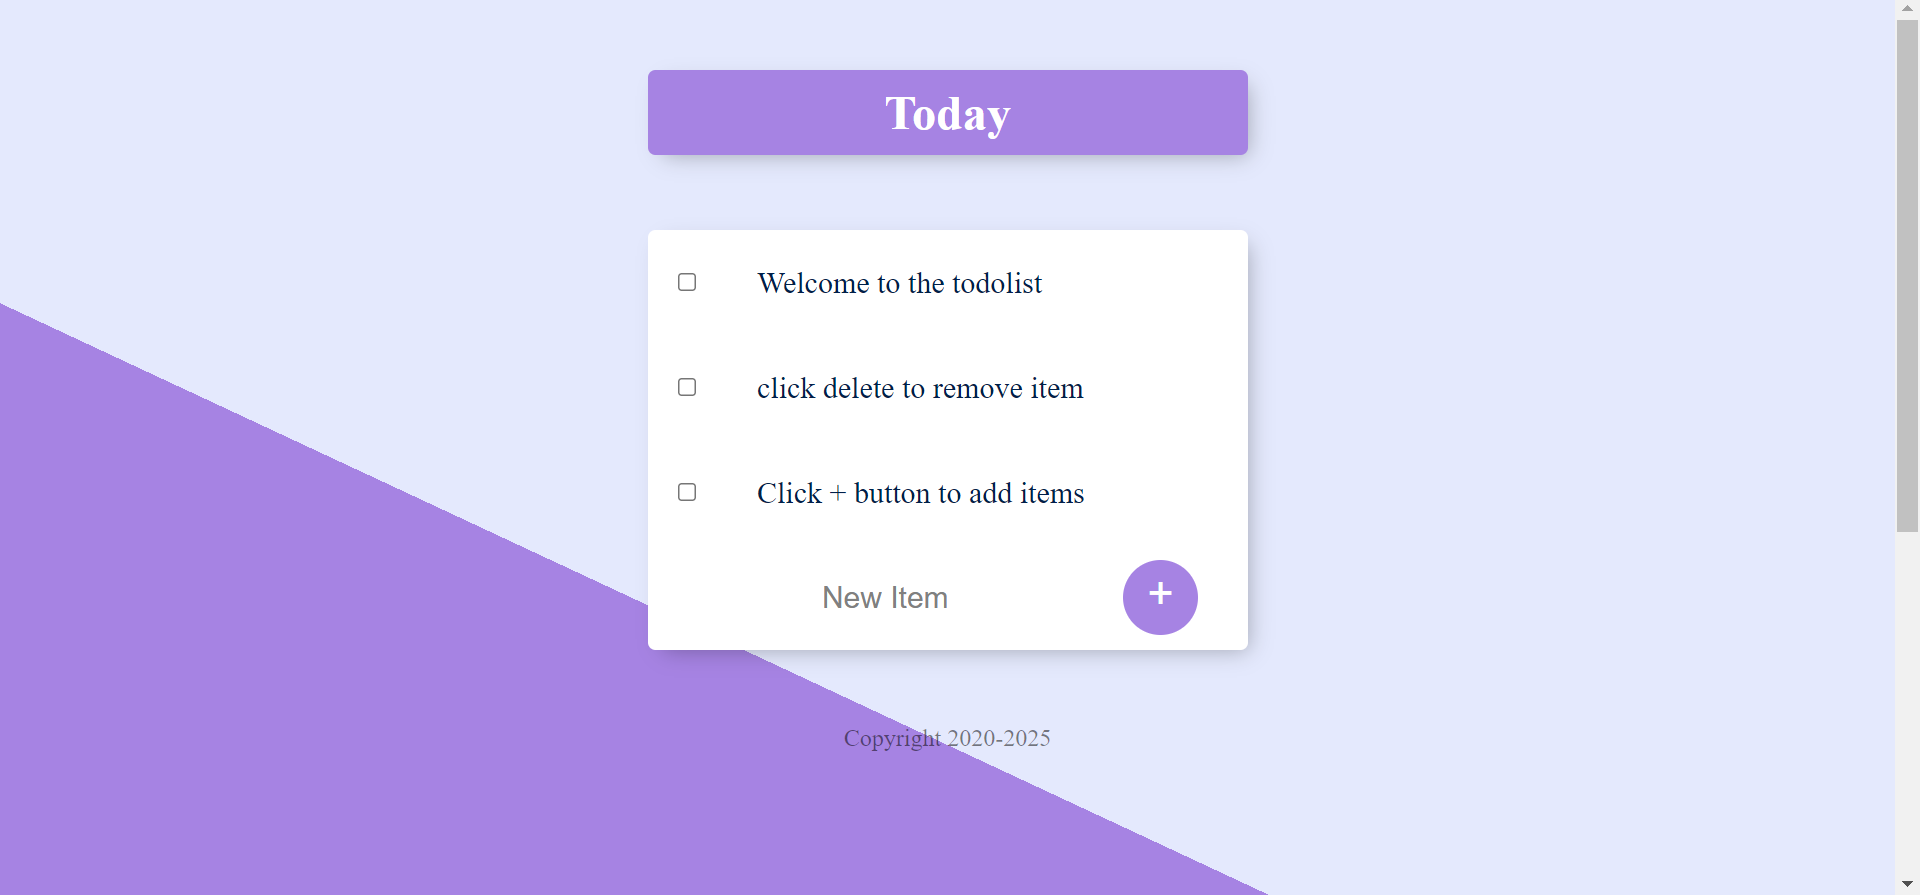 Today
Welcome to the todolist
click delete to remove item
Click + button to add items
New Item
+
Copyright 2020-2025